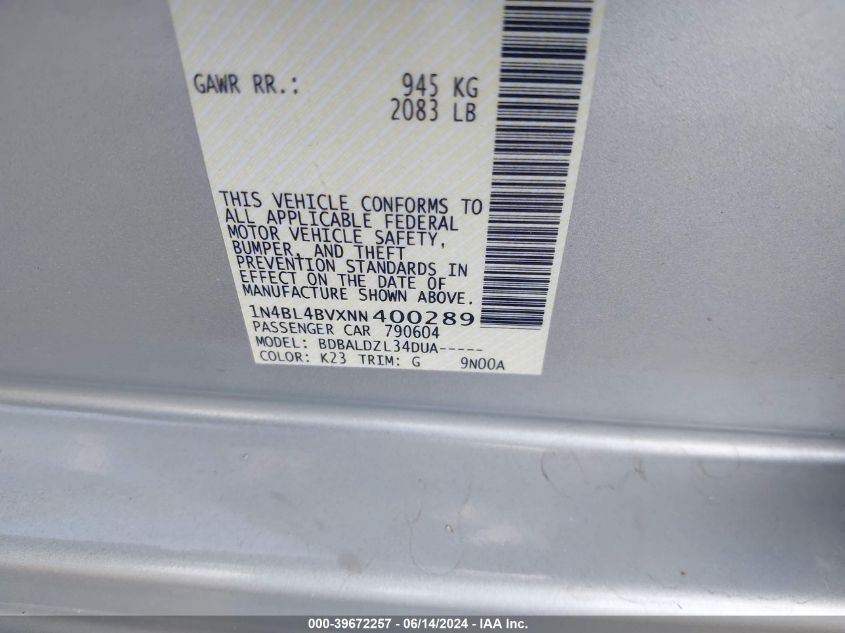 GAWR RR.: 945 KG
2083 LB
THIS VEHICLE CONFORMS TO
ALL APPLICABLE FEDERAL
MOTOR VEHICLE SAFETY,
BUMPER, AND THEFT
PREVENTION STANDARDS IN
EFFECT ON THE DATE OF
MANUFACTURE SHOWN ABOVE.
1N4BL4BVXNN400289
PASSENGER CAR 790604
MODEL: BDBALDZL34DUA-----
COLOR: K23 TRIM: G 9N00A
000-39672257 - 06/14/2024 - IAA Inc.